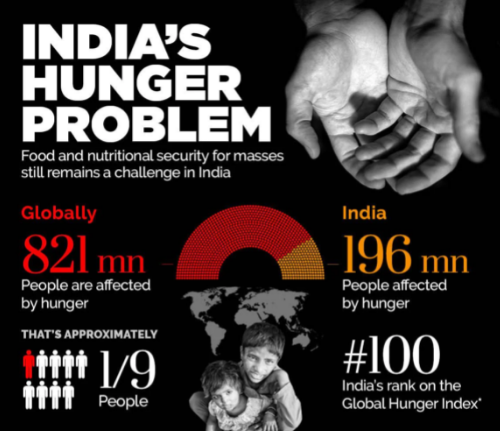 INDIA'S
HUNGER
PROBLEM
Food and nutritional security for masses
still remains a challenge in India
Globally
821 mn
People are affected
by hunger
India
196 mn
People affected
by hunger
THAT'S APPROXIMATELY
1/9
People
#100
India's rank on the
Global Hunger Index*